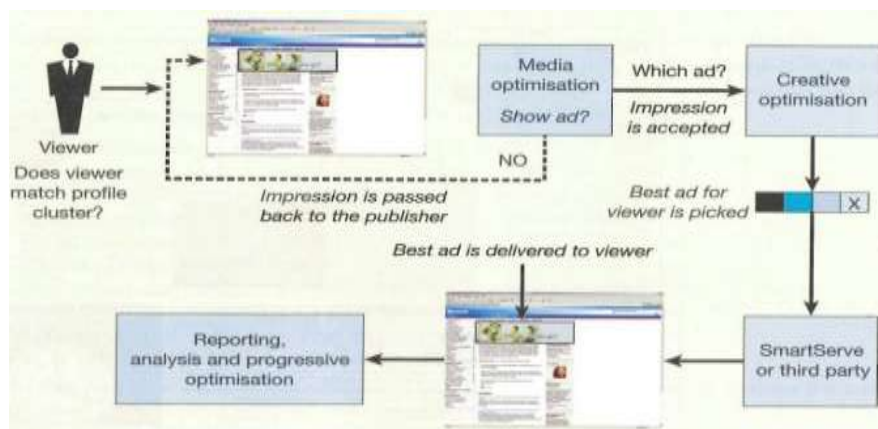 Viewer
Does viewer
match profile
cluster?
Media
optimisation
Show ad?
NO
Impression is passed
back to the publisher
Which ad?
Impression
is accepted
Creative
optimisation
Best ad for
viewer is picked
X
Best ad is delivered to viewer
SmartServe
or third party
Reporting,
analysis and progressive
optimisation